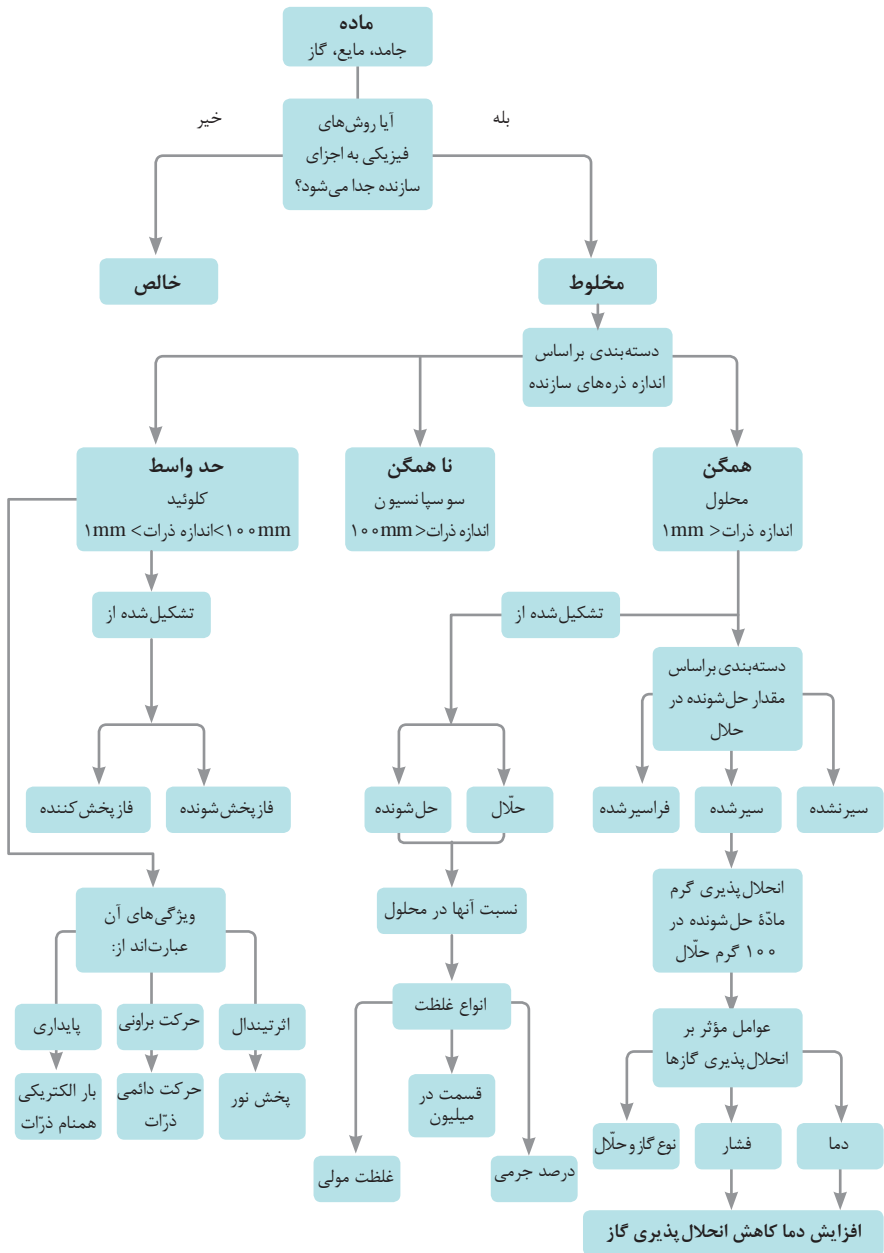 ماده
جامد، مایع، گاز
آیا روش‌های
فیزیکی به اجزای
سازنده جدا می‌شود؟
بله
خیر
خالص
مخلوط
دسته‌بندی براساس
اندازه ذره‌های سازنده
همگن
محلول
اندازه ذرات> ۱mm
نا همگن
سوسپانسیون
اندازه ذرات<۱۰۰mm
حد واسط
کلوئید
۱۰۰mm<اندازه ذرات< ۱mm
تشکیل‌شده از
تشکیل‌شده از
دسته‌بندی براساس
مقدار حل‌شونده در
حلال
فاز پخش‌شونده
فاز پخش‌کننده
سیرنشده
سیرشده
فراسیرشده
حلّال
حل‌شونده
انحلال‌پذیری گرم
مادّهٔ حل‌شونده در
۱۰۰ گرم حلّال
نسبت آنها در محلول
ویژگی‌های آن
عبارت‌اند از:
انواع غلظت
عوامل مؤثر بر
انحلال‌پذیری گازها
اثر تیندال
حرکت براونی
پایداری
پخش نور
حرکت دائمی
ذرّات
بار الکتریکی
همنام ذرّات
قسمت در
میلیون
درصد جرمی
غلظت مولی
دما
فشار
نوع گاز و حلّال
افزایش دما کاهش انحلال‌پذیری گاز